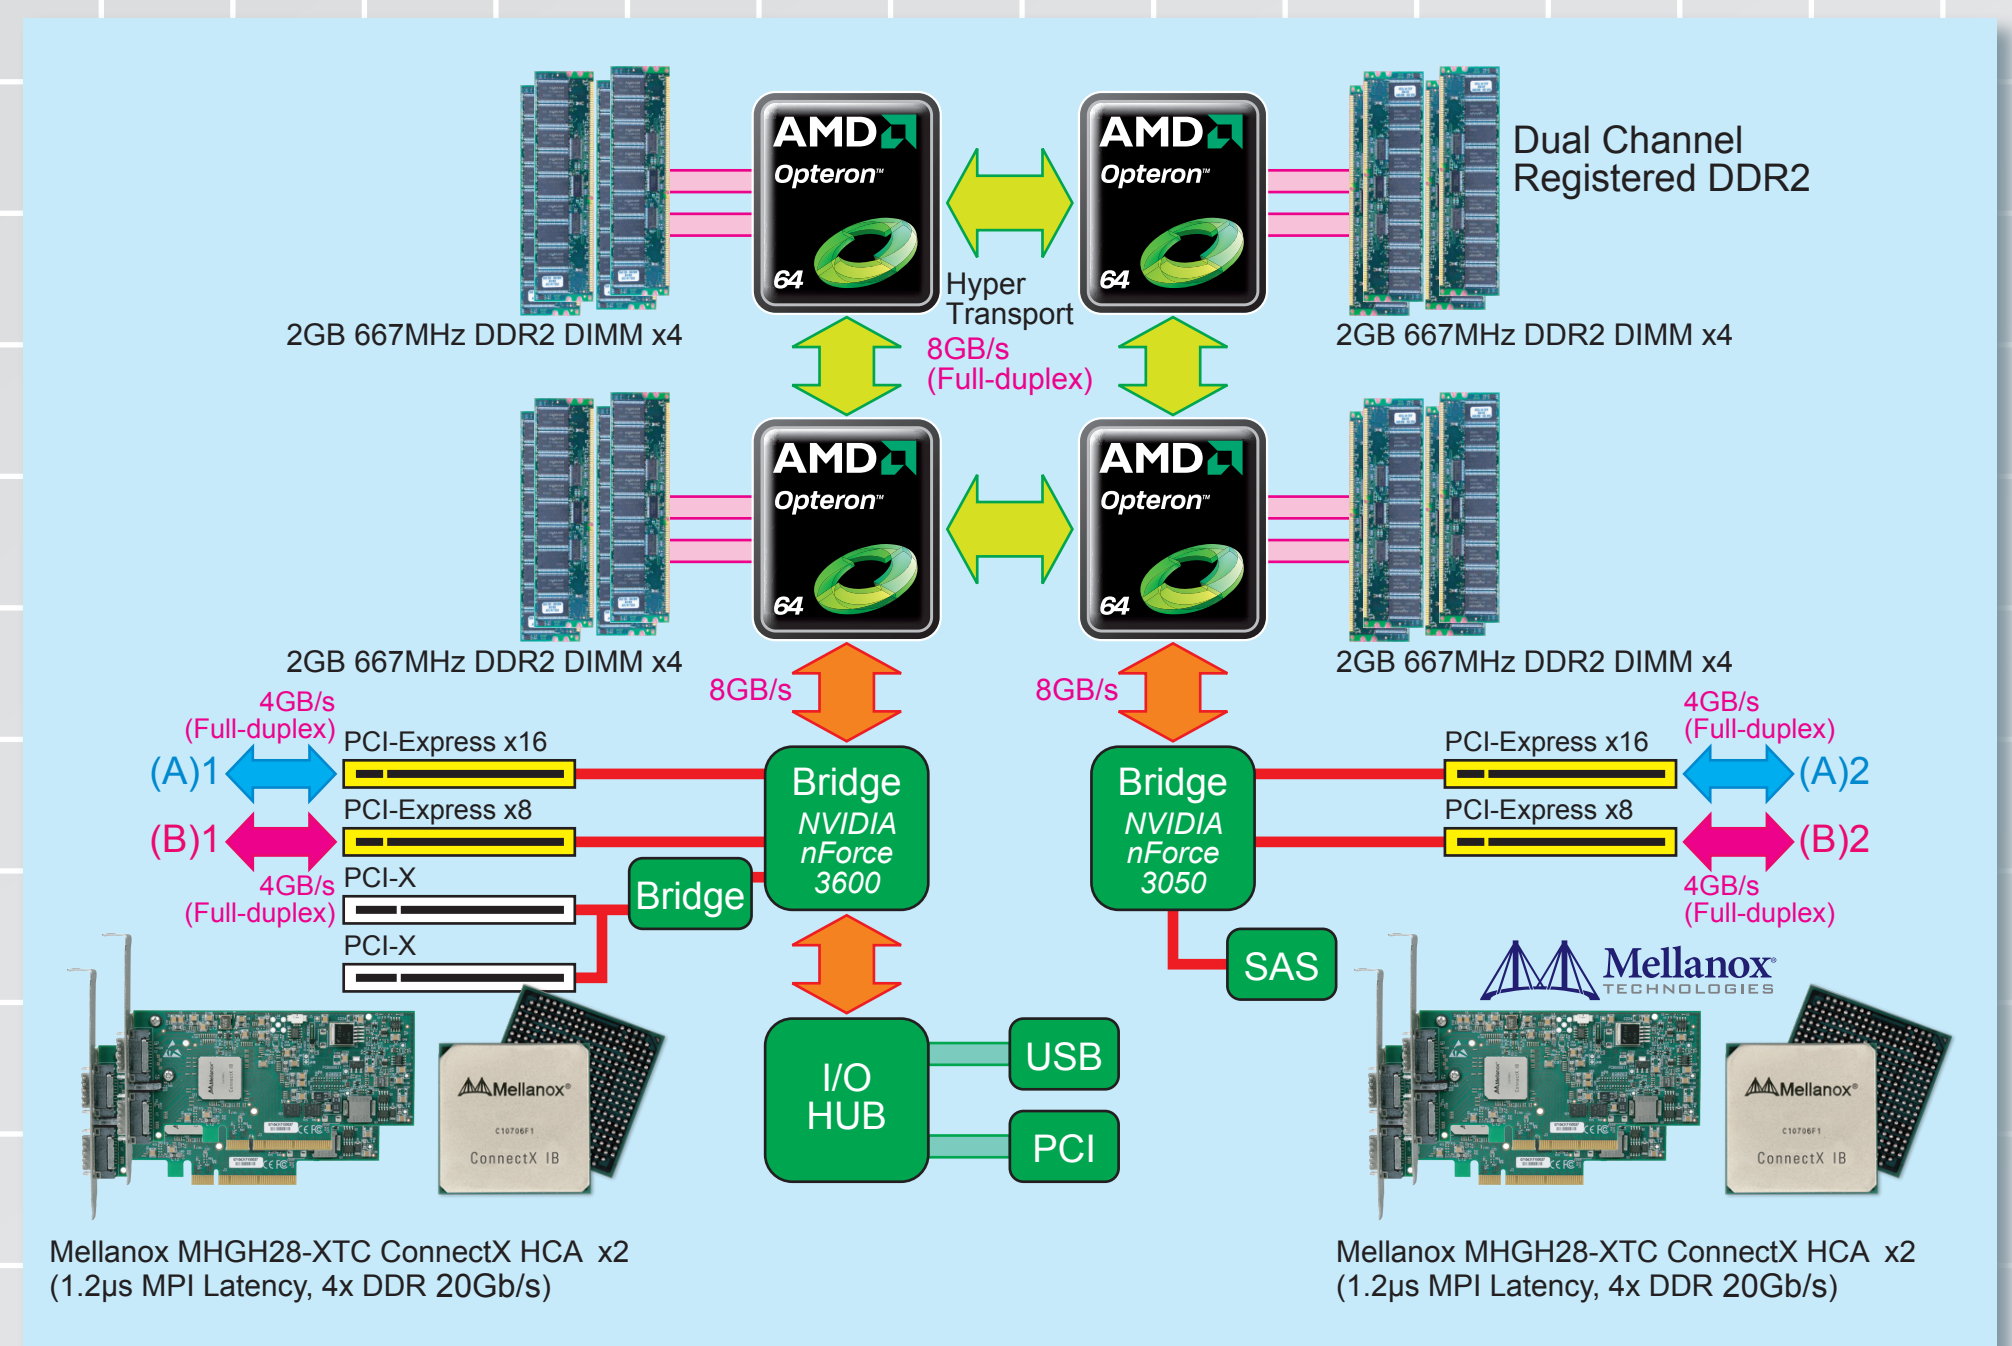 AMD
Opteron™
64
AMD
Opteron™
64
Dual Channel
Registered DDR2
Hyper
Transport
8GB/s
(Full-duplex)
2GB 667MHz DDR2 DIMM x4
2GB 667MHz DDR2 DIMM x4
AMD
Opteron™
64
AMD
Opteron™
64
2GB 667MHz DDR2 DIMM x4
2GB 667MHz DDR2 DIMM x4
8GB/s
8GB/s
4GB/s
(Full-duplex)
(A)1
PCI-Express x16
(B)1
PCI-Express x8
4GB/s
(Full-duplex)
PCI-X
PCI-X
Bridge
Bridge
NVIDIA
nForce
3600
Bridge
NVIDIA
nForce
3050
PCI-Express x16
4GB/s
(Full-duplex)
(A)2
PCI-Express x8
(B)2
4GB/s
(Full-duplex)
SAS
I/O
HUB
USB
PCI
Mellanox®
C10706F1
ConnectX IB
Mellanox
TECHNOLOGIES
Mellanox®
C10706F1
ConnectX IB
Mellanox MHGH28-XTC ConnectX HCA x2
(1.2μs MPI Latency, 4x DDR 20Gb/s)
Mellanox MHGH28-XTC ConnectX HCA x2
(1.2μs MPI Latency, 4x DDR 20Gb/s)